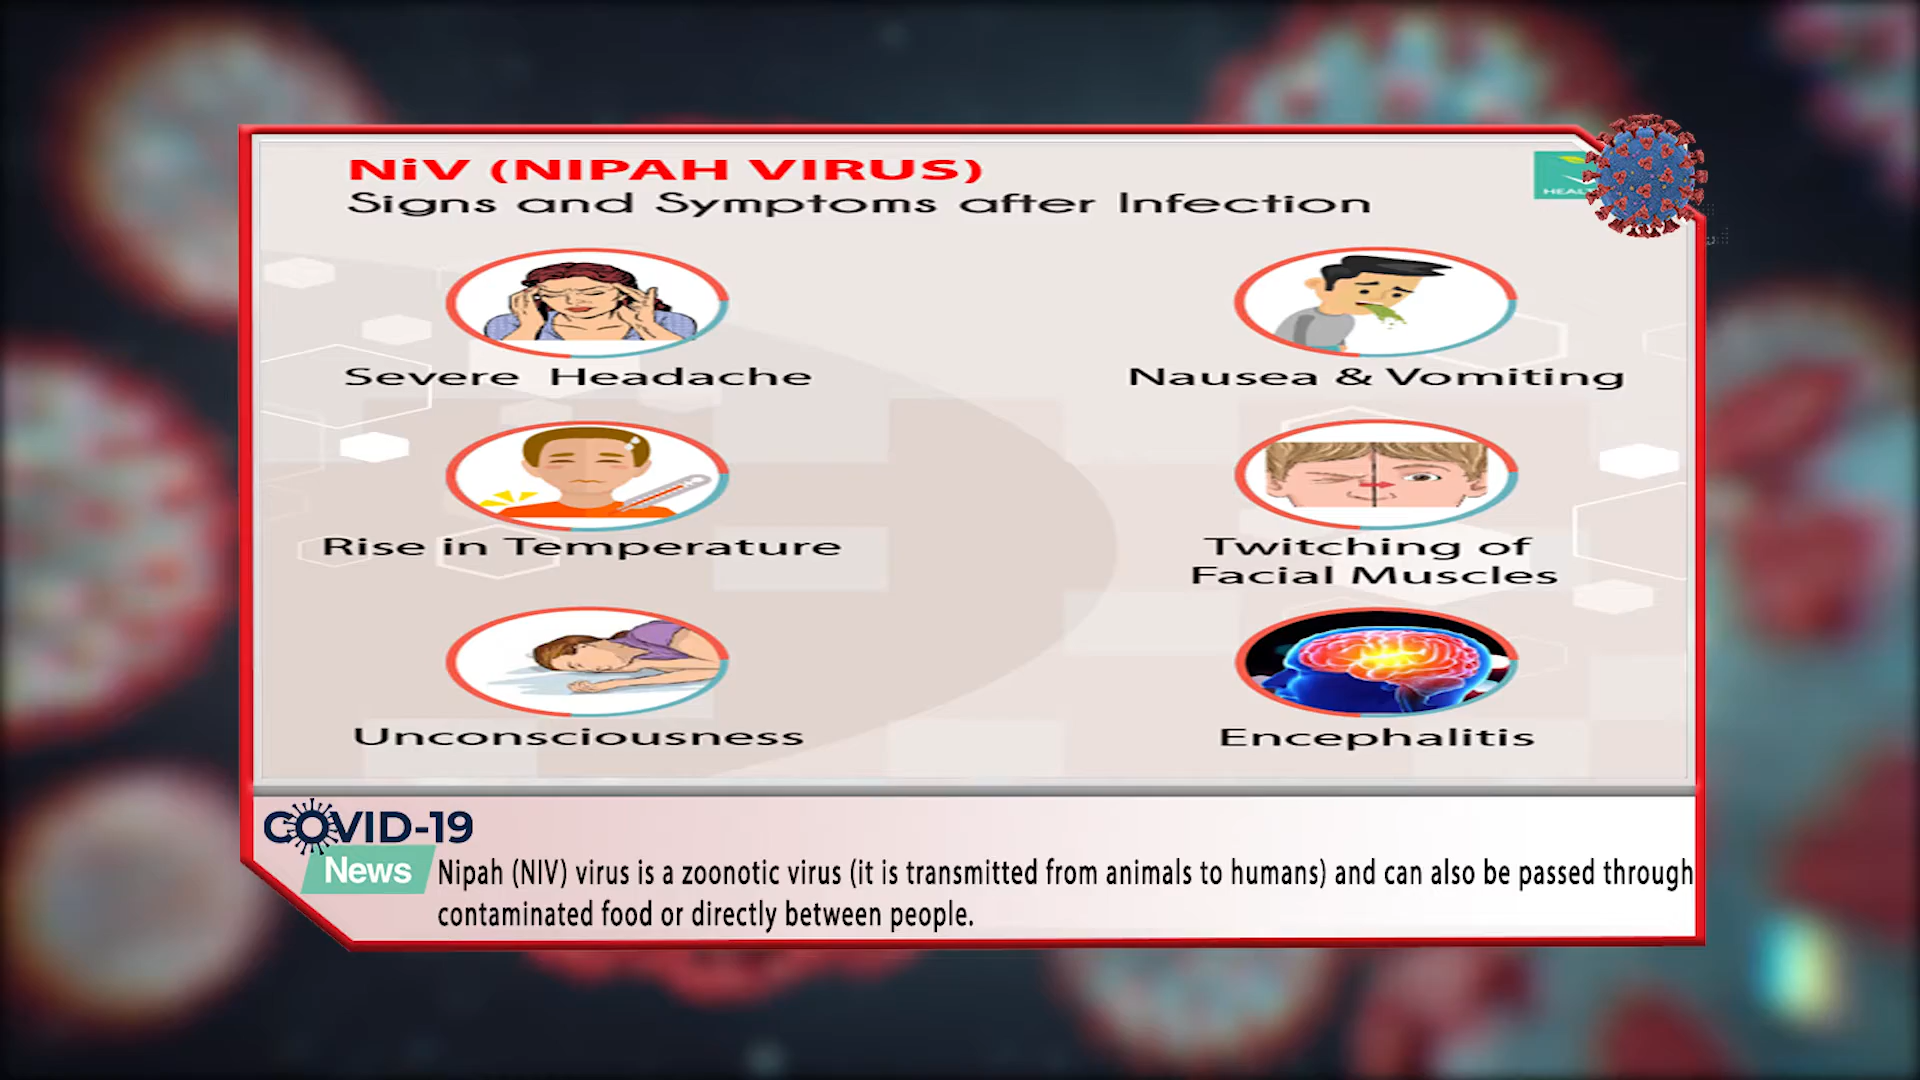 NiV (NIPAH VIRUS)
Signs and Symptoms after Infection
Severe Headache
Nausea & Vomiting
Rise in Temperature
Twitching of
Facial Muscles
Unconsciousness
Encephalitis
COVID-19
News
Nipah (NIV) virus is a zoonotic virus (it is transmitted from animals to humans) and can also be passed through
contaminated food or directly between people.